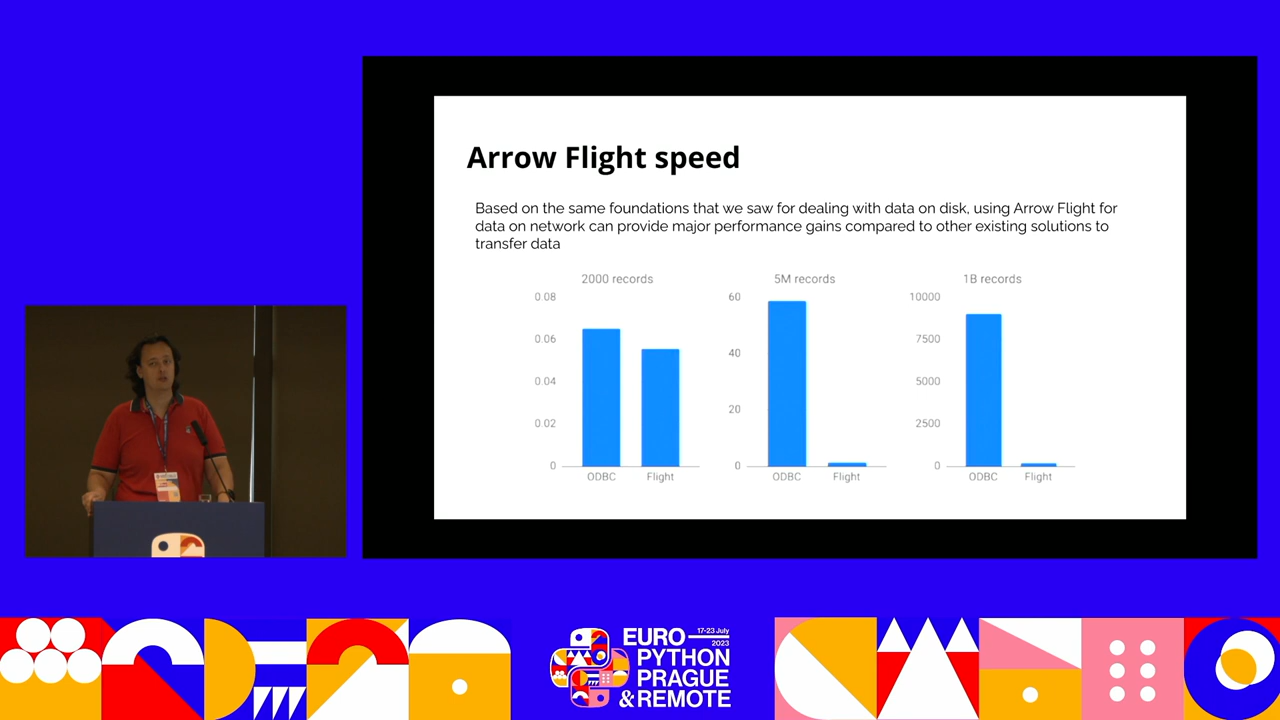 Arrow Flight speed
Based on the same foundations that we saw for dealing with data on disk, using Arrow Flight for
data on network can provide major performance gains compared to other existing solutions to
transfer data
2000 records
0.08
0.06
0.04
0.02
0
ODBC
Flight
5M records
60
40
20
0
ODBC
Flight
1B records
10000
7500
5000
2500
0
ODBC
Flight
EURO
17-23 July
2023
PYTHON
PRAGUE
& REMOTE